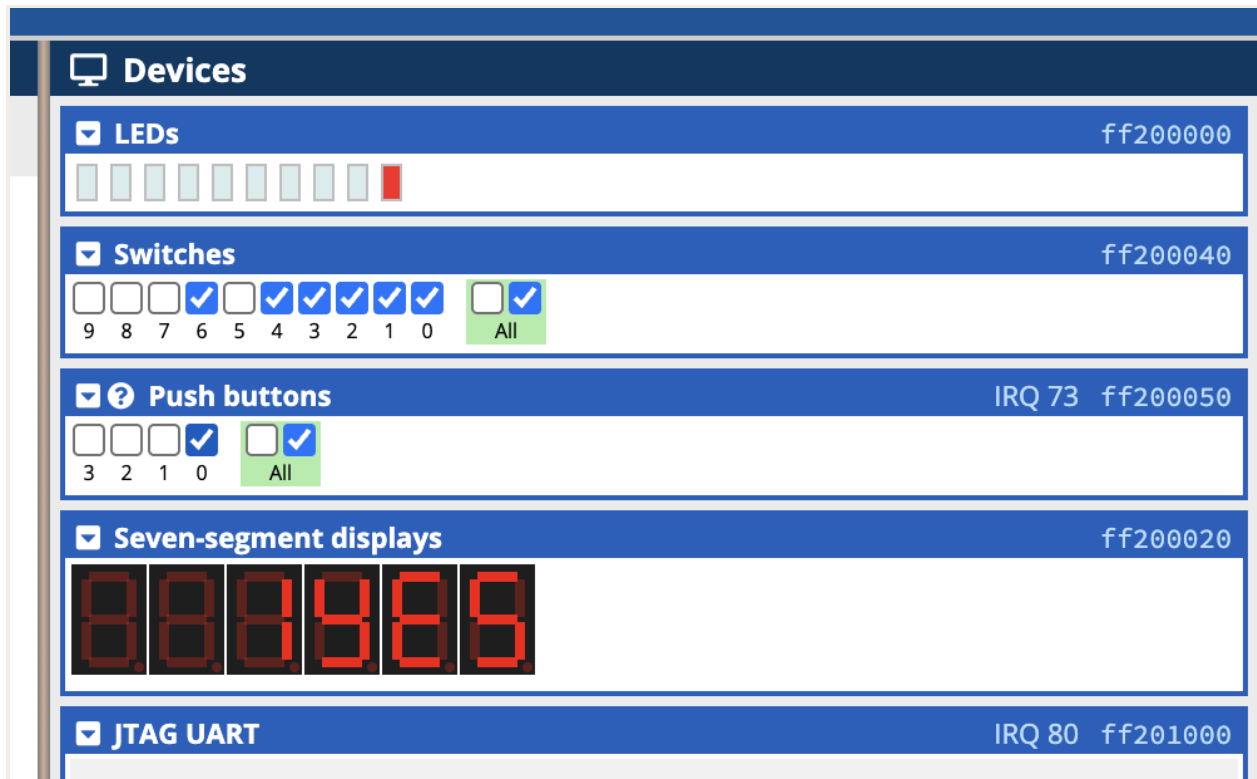 Devices
LEDs ff200000
Switches ff200040
9 8 7 6 5 4 3 2 1 0 All
Push buttons IRQ 73 ff200050
3 2 1 0 All
Seven-segment displays ff200020
1yES
JTAG UART IRQ 80 ff201000